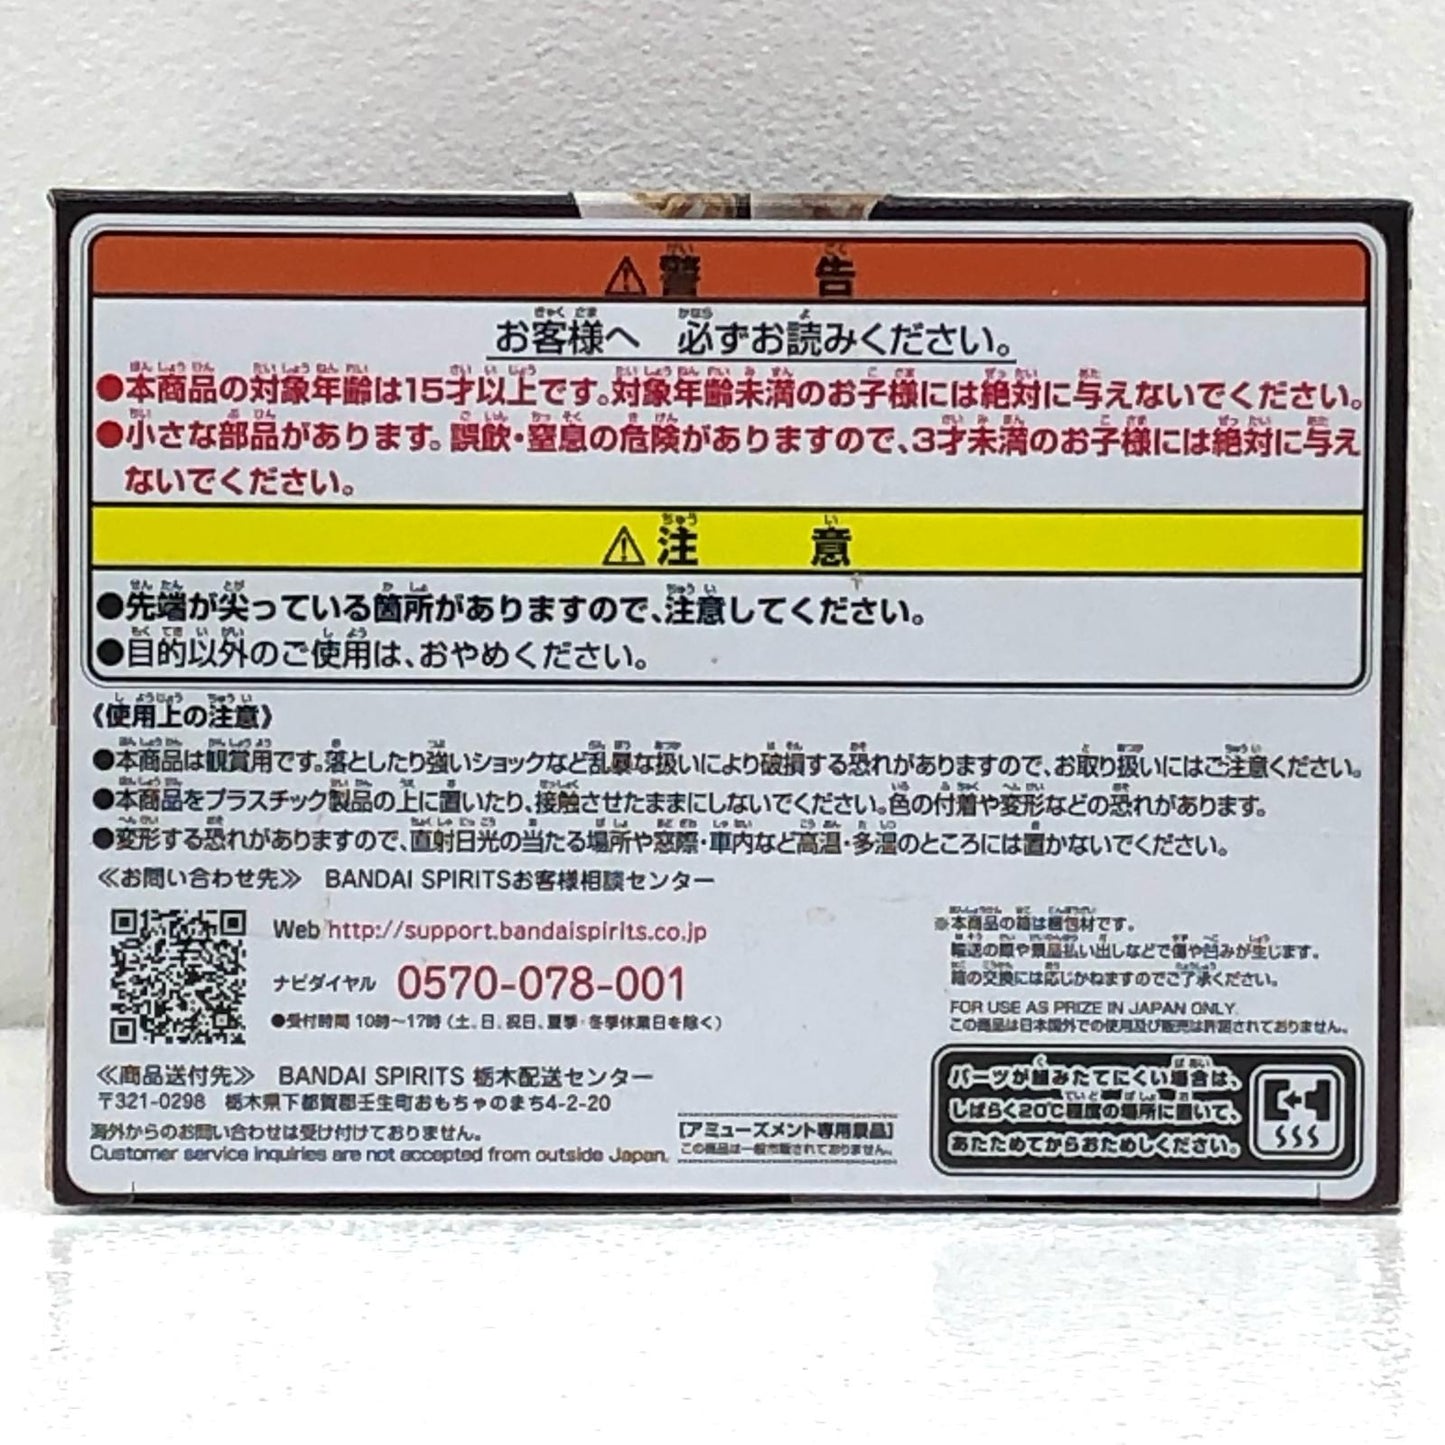 ⚠警 告
お客様へ 必ずお読みください。
●本商品の対象年齢は15才以上です。対象年齢未満のお子様には絶対に与えないでください。
●小さな部品があります。誤飲・窒息の危険がありますので、3才未満のお子様には絶対に与え
ないでください。
⚠注 意
●先端が尖っている箇所がありますので、注意してください。
●目的以外のご使用は、おやめください。
《使用上の注意》
●本商品は観賞用です。落としたり強いショックなど乱暴な扱いにより破損する恐れがありますので、お取り扱いにはご注意ください。
●本商品をプラスチック製品の上に置いたり、接触させたままにしないでください。色の付着や変形などの恐れがあります。
●変形する恐れがありますので、直射日光の当たる場所や窓際・車内など高温・多湿のところには置かないでください。
≪お問い合わせ先≫ BANDAI SPIRITSお客様相談センター
Web http://support.bandaispirits.co.jp
ナビダイヤル 0570-078-001
●受付時間 10時～17時（土、日、祝日、夏季・冬季休業日を除く）
≪商品送付先≫ BANDAI SPIRITS 栃木配送センター
〒321-0298 栃木県下都賀郡壬生町おもちゃのまち4-2-20
海外からのお問い合わせは受け付けておりません。
Customer service inquiries are not accepted from outside Japan.
［アミューズメント専用景品］
この商品は一般市販されておりません。
※本商品の箱は梱包材です。
輸送の際や景品払い出しなどで傷や凹みが生じます。
箱の交換には応じかねますのでご了承ください。
FOR USE AS PRIZE IN JAPAN ONLY.
この商品は日本国外での使用及び販売は許諾されておりません。
パーツが組みたてにくい場合は、
しばらく20℃程度の場所に置いて、
あたためてからおためしください。